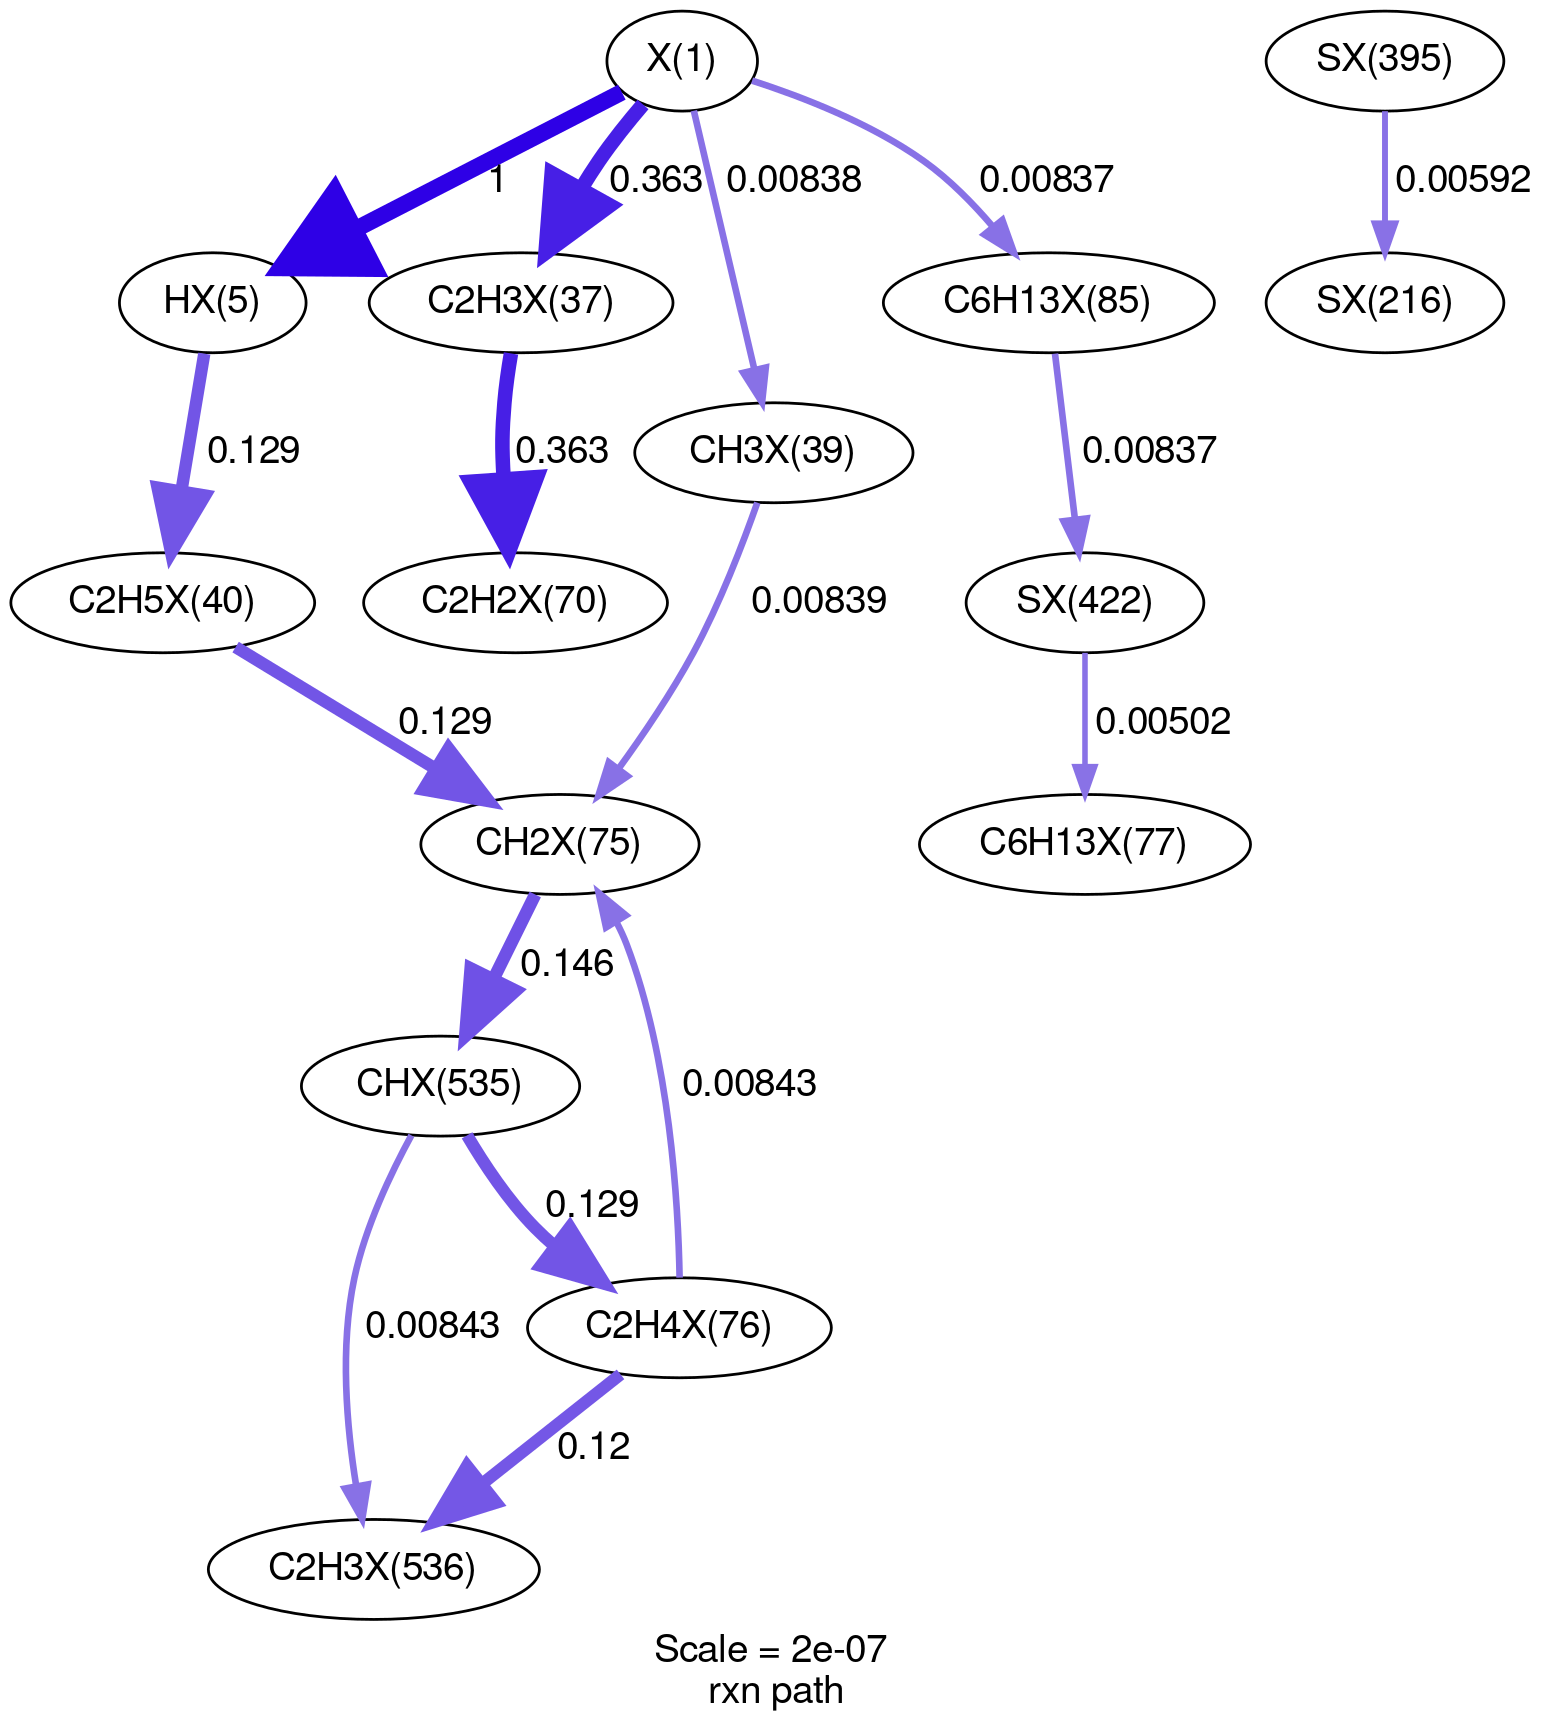 X(1)
SX(395)
1
0.363
0.00838
0.00837
0.00592
HX(5)
C2H3X(37)
C6H13X(85)
SX(216)
0.129
0.363
CH3X(39)
0.00837
C2H5X(40)
C2H2X(70)
0.00839
SX(422)
0.129
0.00502
CH2X(75)
C6H13X(77)
0.146
CHX(535)
0.00843
0.129
0.00843
C2H4X(76)
0.12
C2H3X(536)
Scale = 2e-07
rxn path